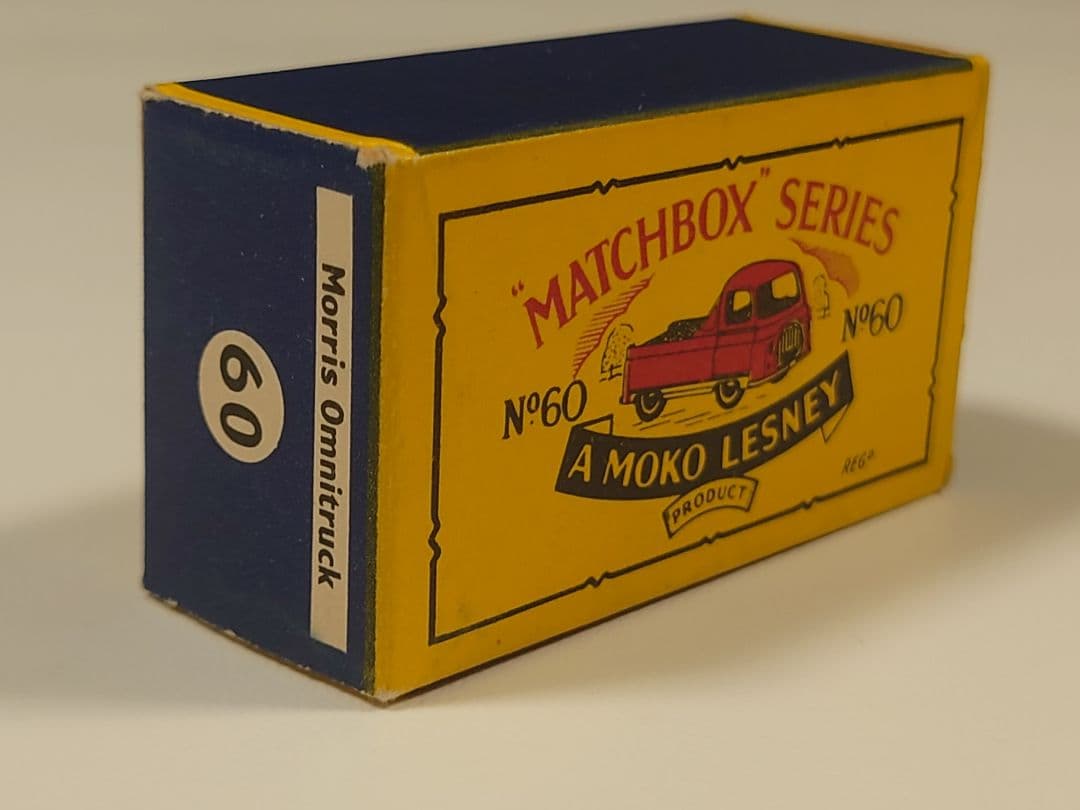 Morris Omnitruck
60
"MATCHBOX" SERIES
Nº60
Nº60
A MOKO LESNEY
PRODUCT
REGD.